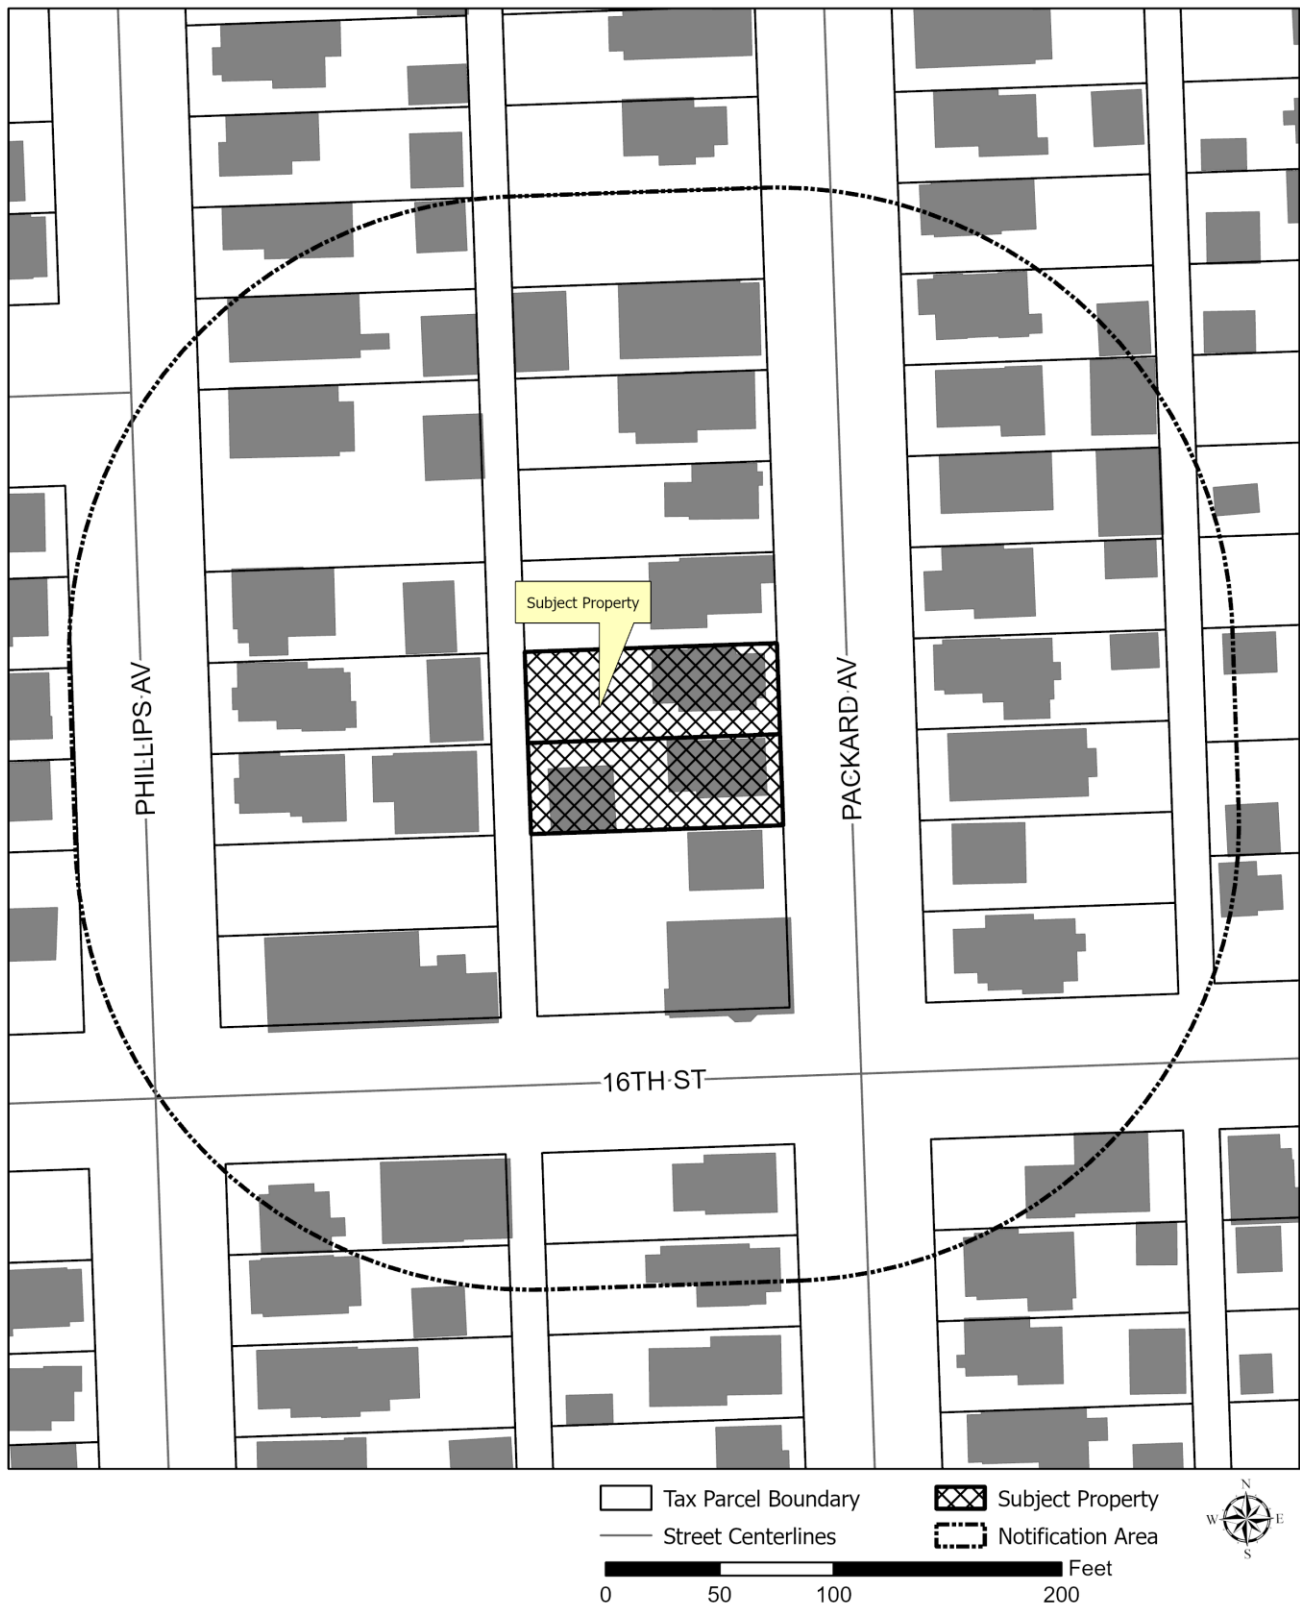 Subject Property
PHILLIPS AV
PACKARD AV
16TH ST
Tax Parcel Boundary
Subject Property
Street Centerlines
Notification Area
N
W
E
S
Feet
0 50 100 200